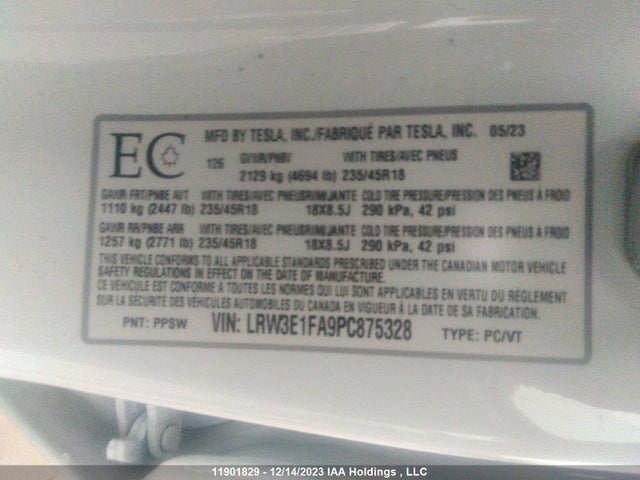 EC
MFD BY TESLA, INC./FABRIQUÉ PAR TESLA, INC. 05/23
126 GVWR/PNBV WITH TIRES/AVEC PNEUS
2129 kg (4694 lb) 235/45R18
GAWR FRT/PNBE AVT WITH TIRES/AVEC PNEUS RIM/JANTE COLD TIRE PRESSURE/PRESSION DES PNEUS À FROID
1110 kg (2447 lb) 235/45R18 18X8.5J 290 kPa, 42 psi
GAWR RR/PNBE ARR WITH TIRES/AVEC PNEUS RIM/JANTE COLD TIRE PRESSURE/PRESSION DES PNEUS À FROID
1257 kg (2771 lb) 235/45R18 18X8.5J 290 kPa, 42 psi
THIS VEHICLE CONFORMS TO ALL APPLICABLE STANDARDS PRESCRIBED UNDER THE CANADIAN MOTOR VEHICLE
SAFETY REGULATIONS IN EFFECT ON THE DATE OF MANUFACTURE.
CE VÉHICULE EST CONFORME À TOUTES LES NORMES QUI LUI SONT APPLICABLES EN VERTU DU RÈGLEMENT
SUR LA SÉCURITÉ DES VÉHICULES AUTOMOBILES DU CANADA EN VIGUEUR À LA DATE DE SA FABRICATION.
PNT: PPSW VIN: LRW3E1FA9PC875328 TYPE: PC/VT
11901829 - 12/14/2023 IAA Holdings , LLC